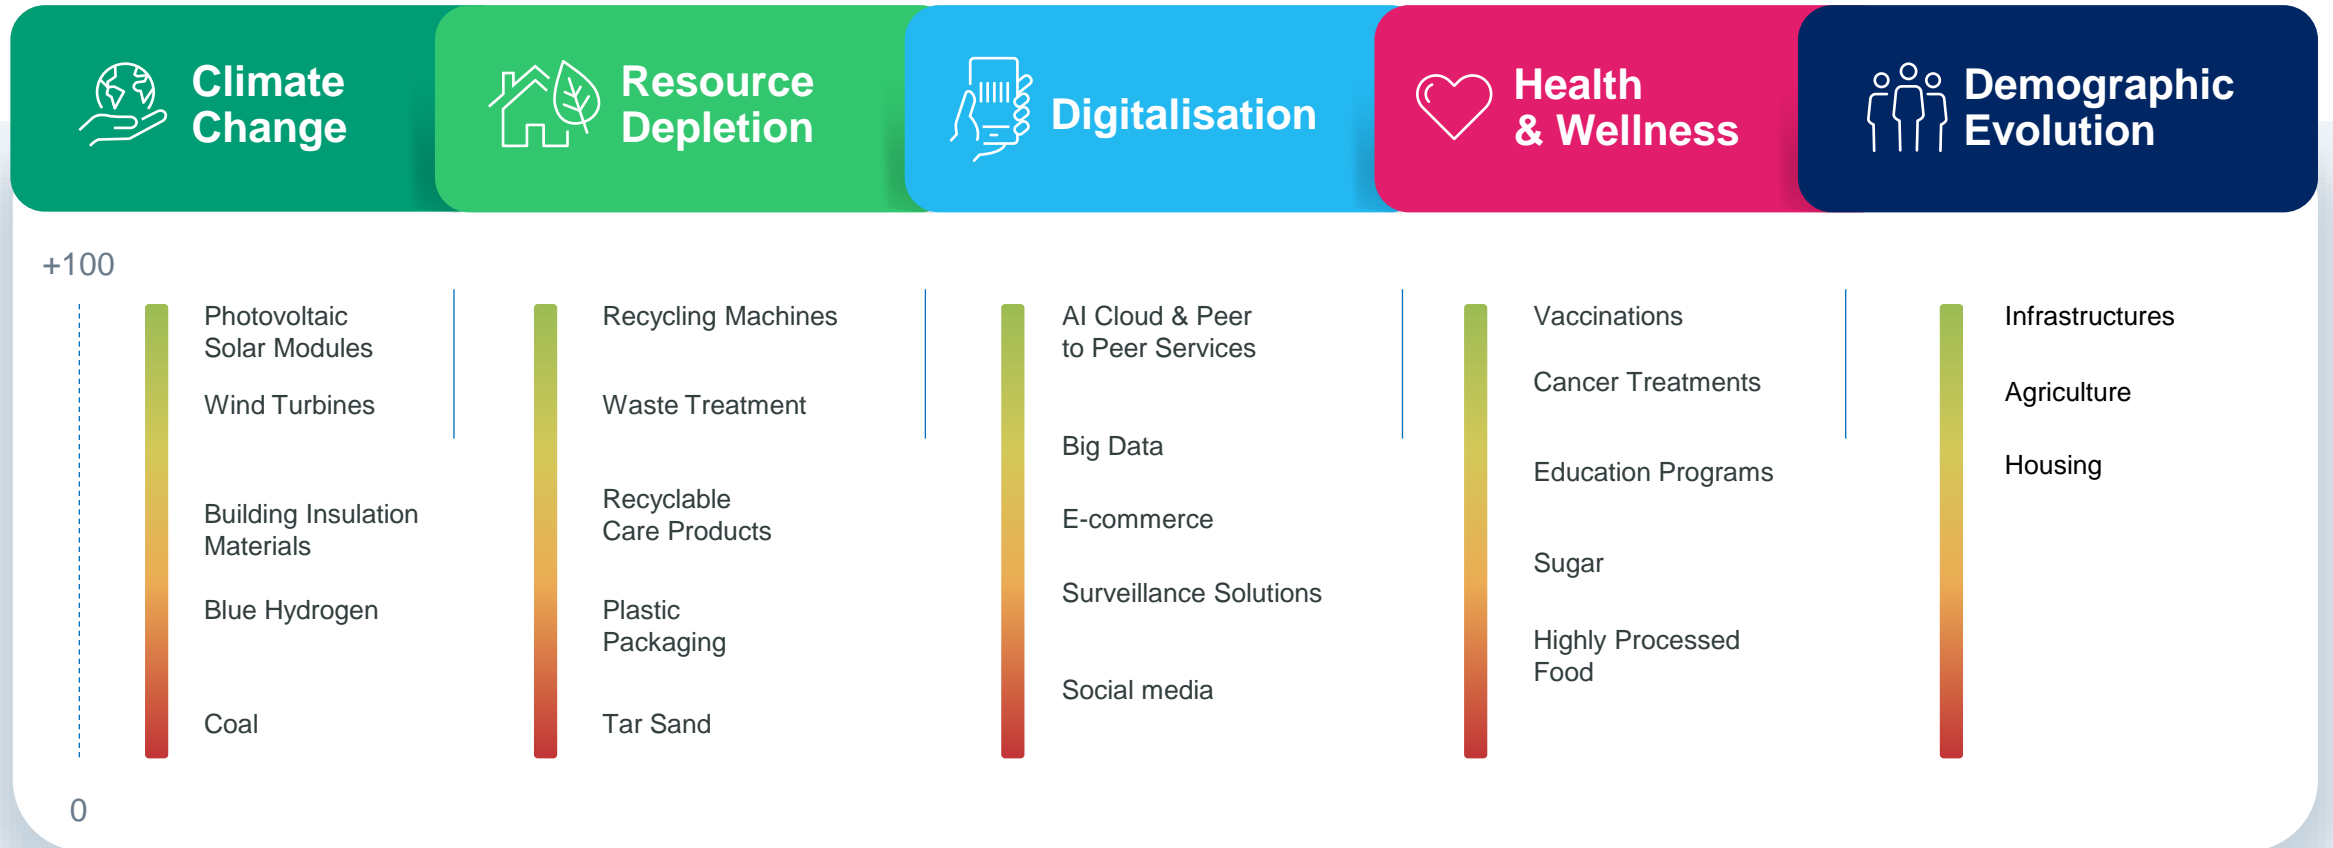 Climate
Change
Resource
Depletion
Digitalisation
Health
& Wellness
Demographic
Evolution
+100
Photovoltaic
Solar Modules
Wind Turbines
Building Insulation
Materials
Blue Hydrogen
Coal
0
Recycling Machines
Waste Treatment
Recyclable
Care Products
Plastic
Packaging
Tar Sand
AI Cloud & Peer
to Peer Services
Big Data
E-commerce
Surveillance Solutions
Social media
Vaccinations
Cancer Treatments
Education Programs
Sugar
Highly Processed
Food
Infrastructures
Agriculture
Housing